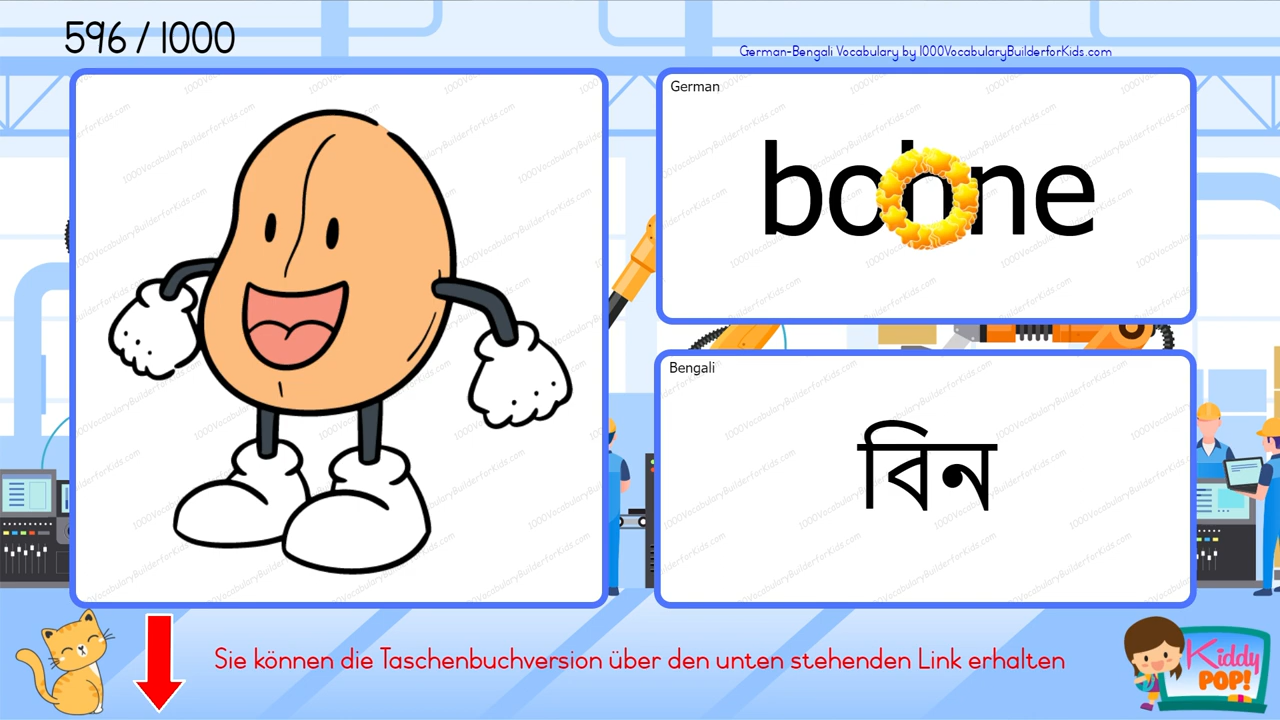 596 / 1000
German-Bengali Vocabulary by 1000VocabularyBuilderforKids.com
German
bohne
Bengali
বিন
Sie können die Taschenbuchversion über den unten stehenden Link erhalten
Kiddy
POP!